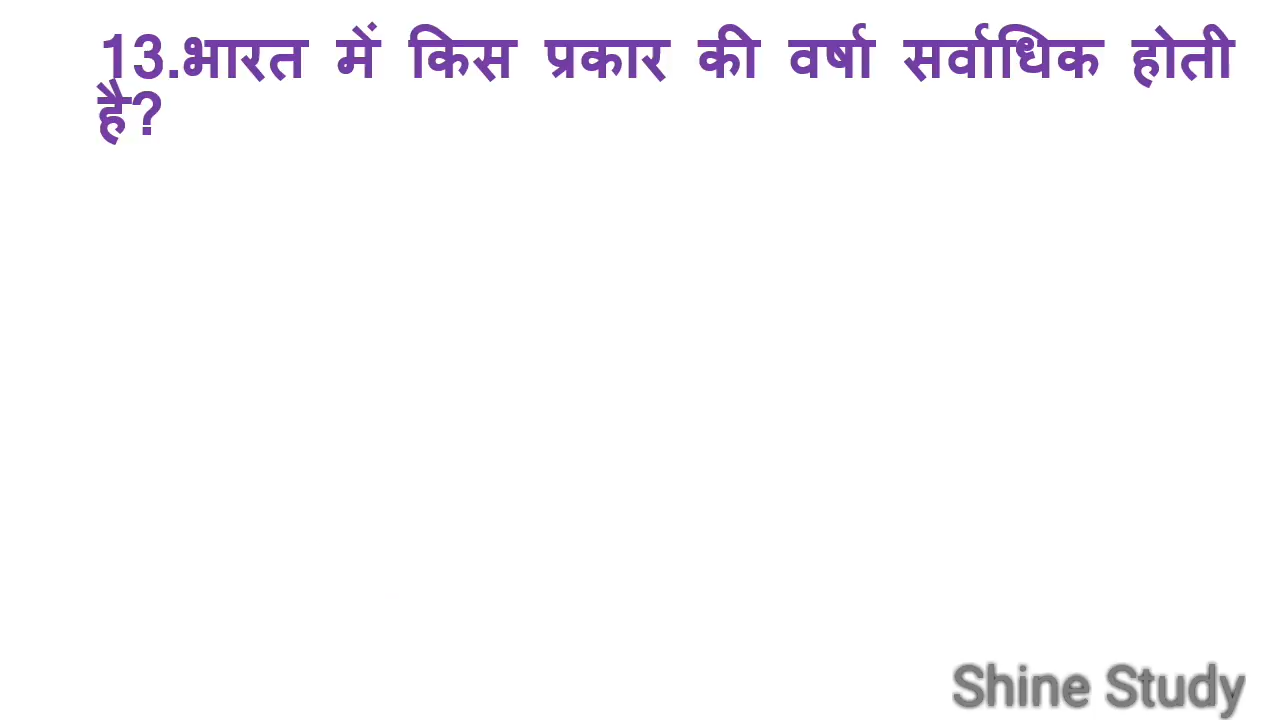 13.भारत में किस प्रकार की वर्षा सर्वाधिक होती
है?
Shine Study